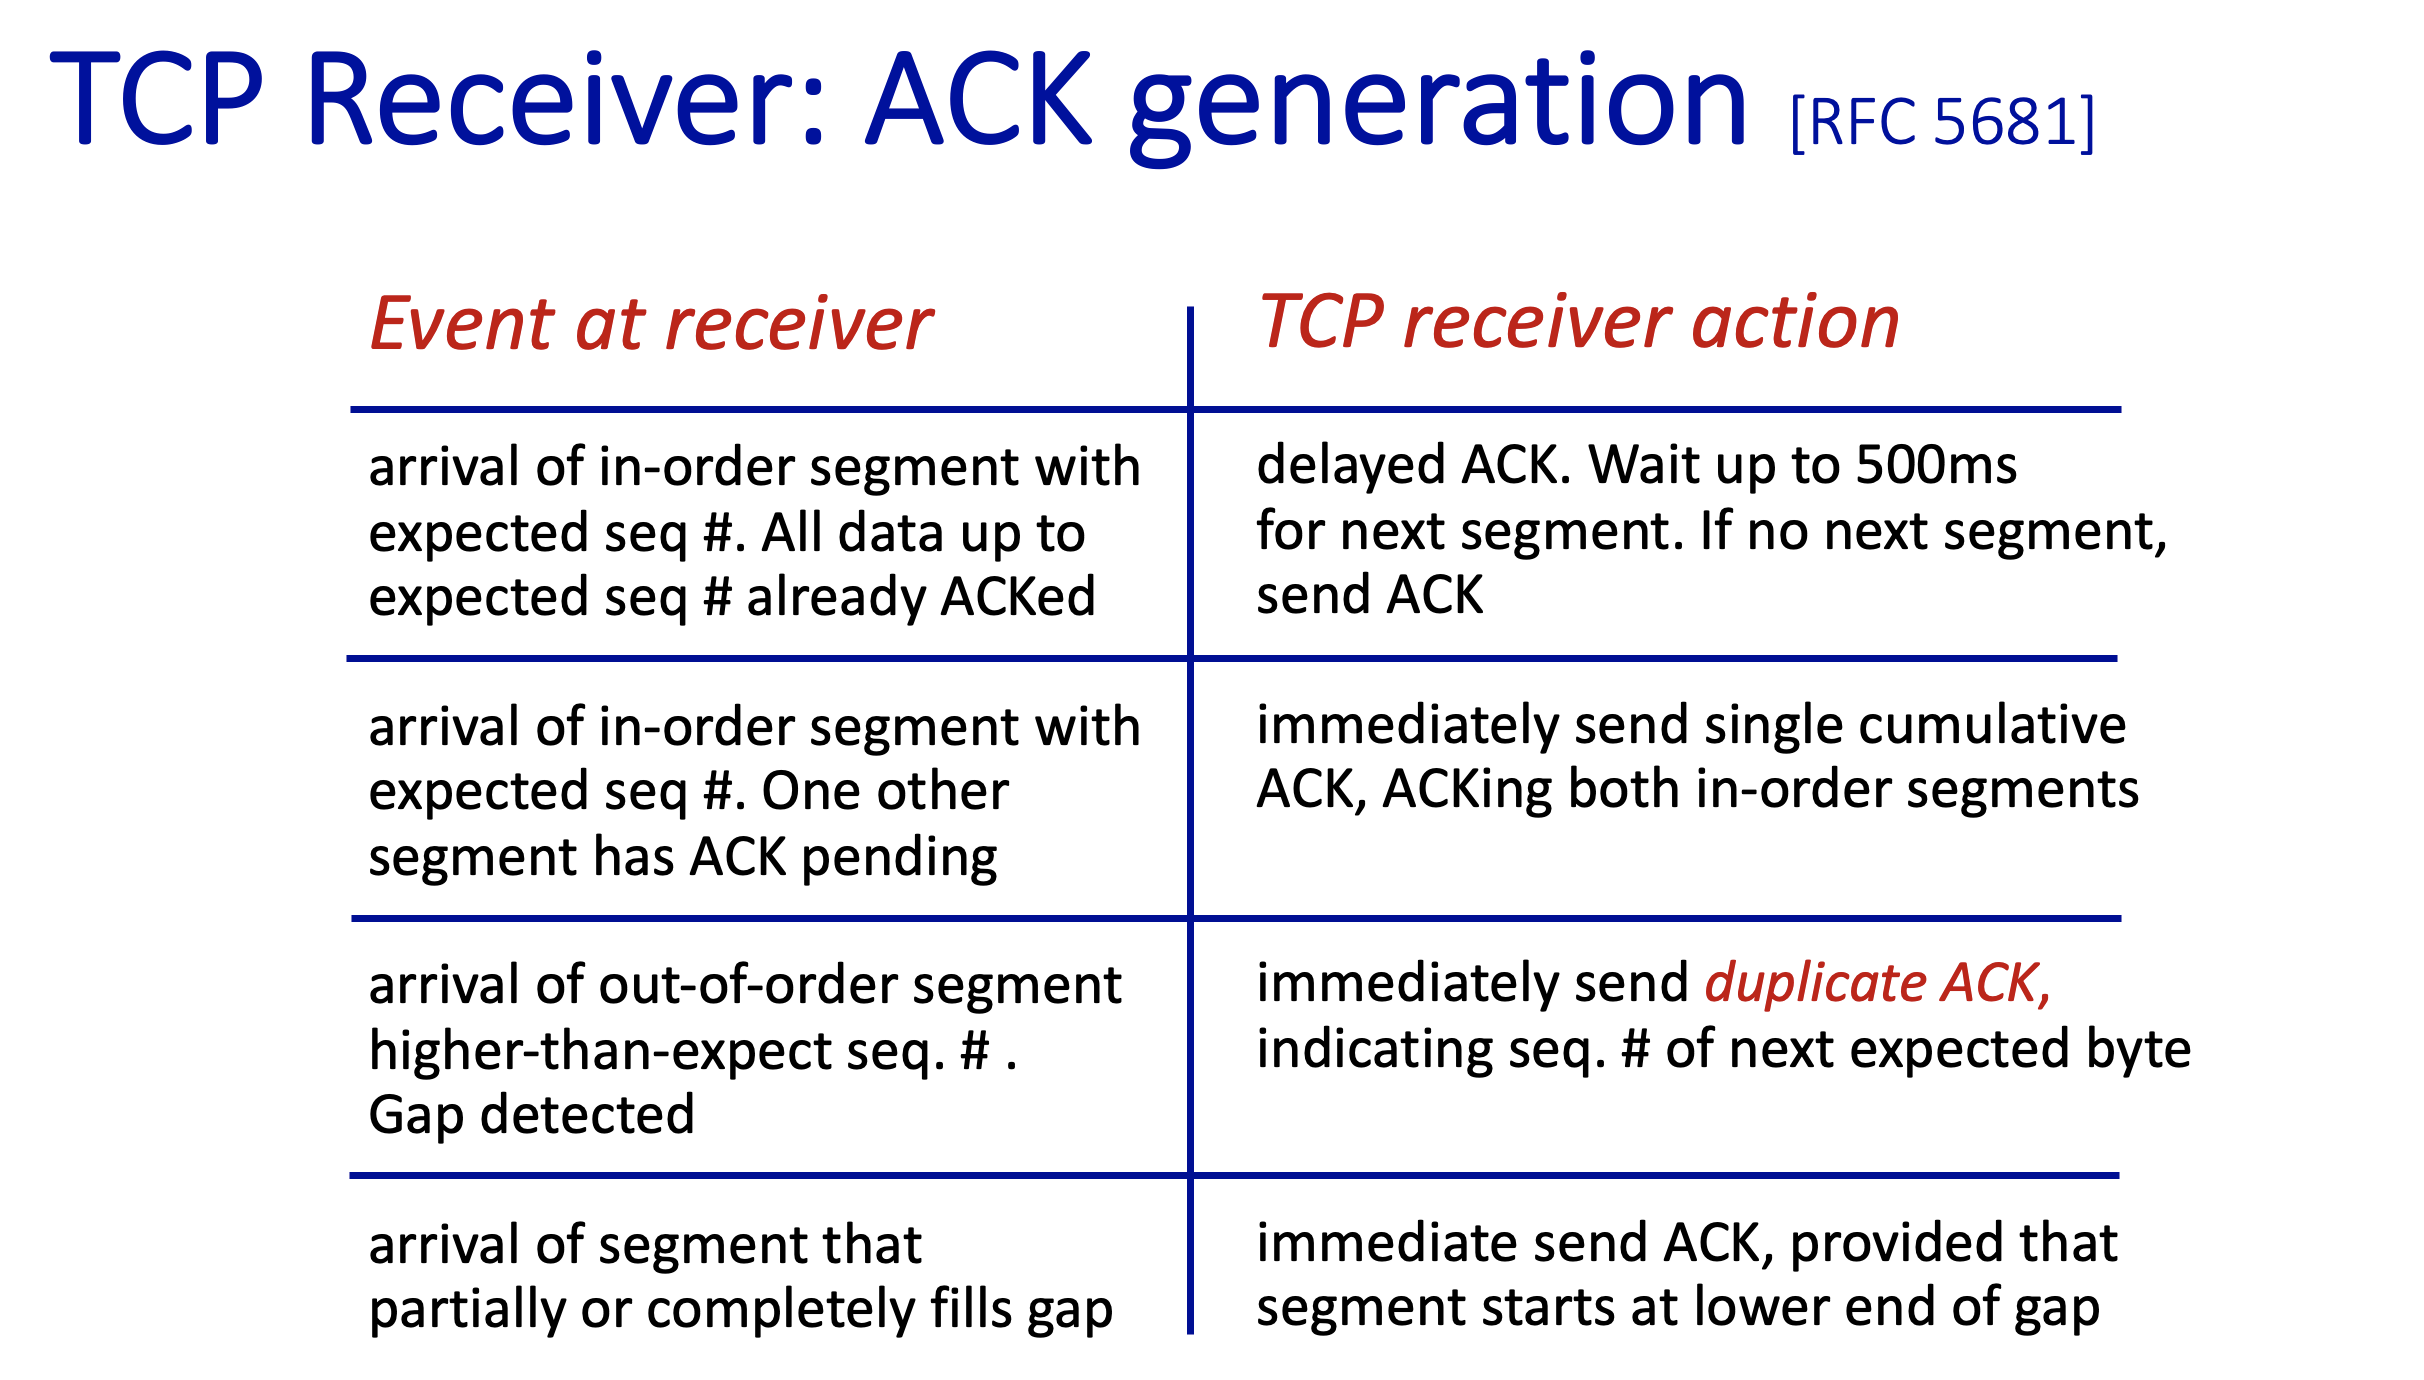 TCP Receiver: ACK generation [RFC 5681]
Event at receiver
TCP receiver action
arrival of in-order segment with
expected seq #. All data up to
expected seq # already ACKed
delayed ACK. Wait up to 500ms
for next segment. If no next segment,
send ACK
arrival of in-order segment with
expected seq #. One other
segment has ACK pending
immediately send single cumulative
ACK, ACKing both in-order segments
arrival of out-of-order segment
higher-than-expect seq. # .
Gap detected
immediately send duplicate ACK,
indicating seq. # of next expected byte
arrival of segment that
partially or completely fills gap
immediate send ACK, provided that
segment starts at lower end of gap